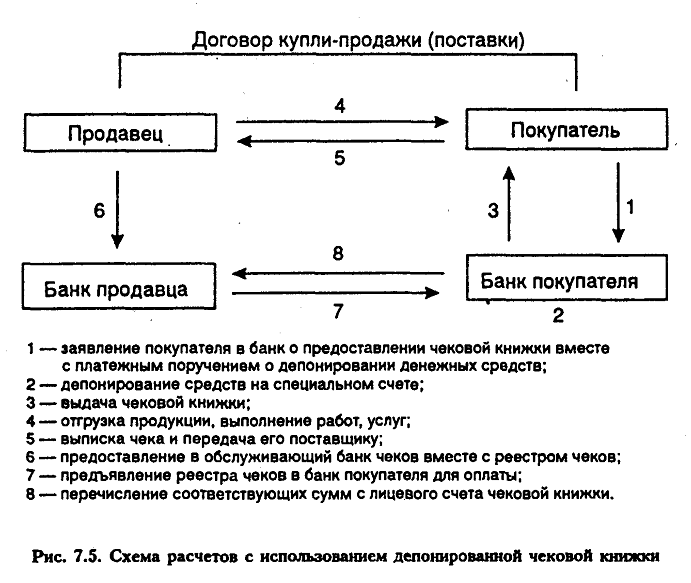 Договор купли-продажи (поставки)
Продавец
4
5
Покупатель
6
3
1
Банк продавца
8
7
Банк покупателя
2
1 — заявление покупателя в банк о предоставлении чековой книжки вместе
с платежным поручением о депонировании денежных средств;
2 — депонирование средств на специальном счете;
3 — выдача чековой книжки;
4 — отгрузка продукции, выполнение работ, услуг;
5 — выписка чека и передача его поставщику;
6 — предоставление в обслуживающий банк чеков вместе с реестром чеков;
7 — предъявление реестра чеков в банк покупателя для оплаты;
8 — перечисление соответствующих сумм с лицевого счета чековой книжки.
Рис. 7.5. Схема расчетов с использованием депонированной чековой книжки